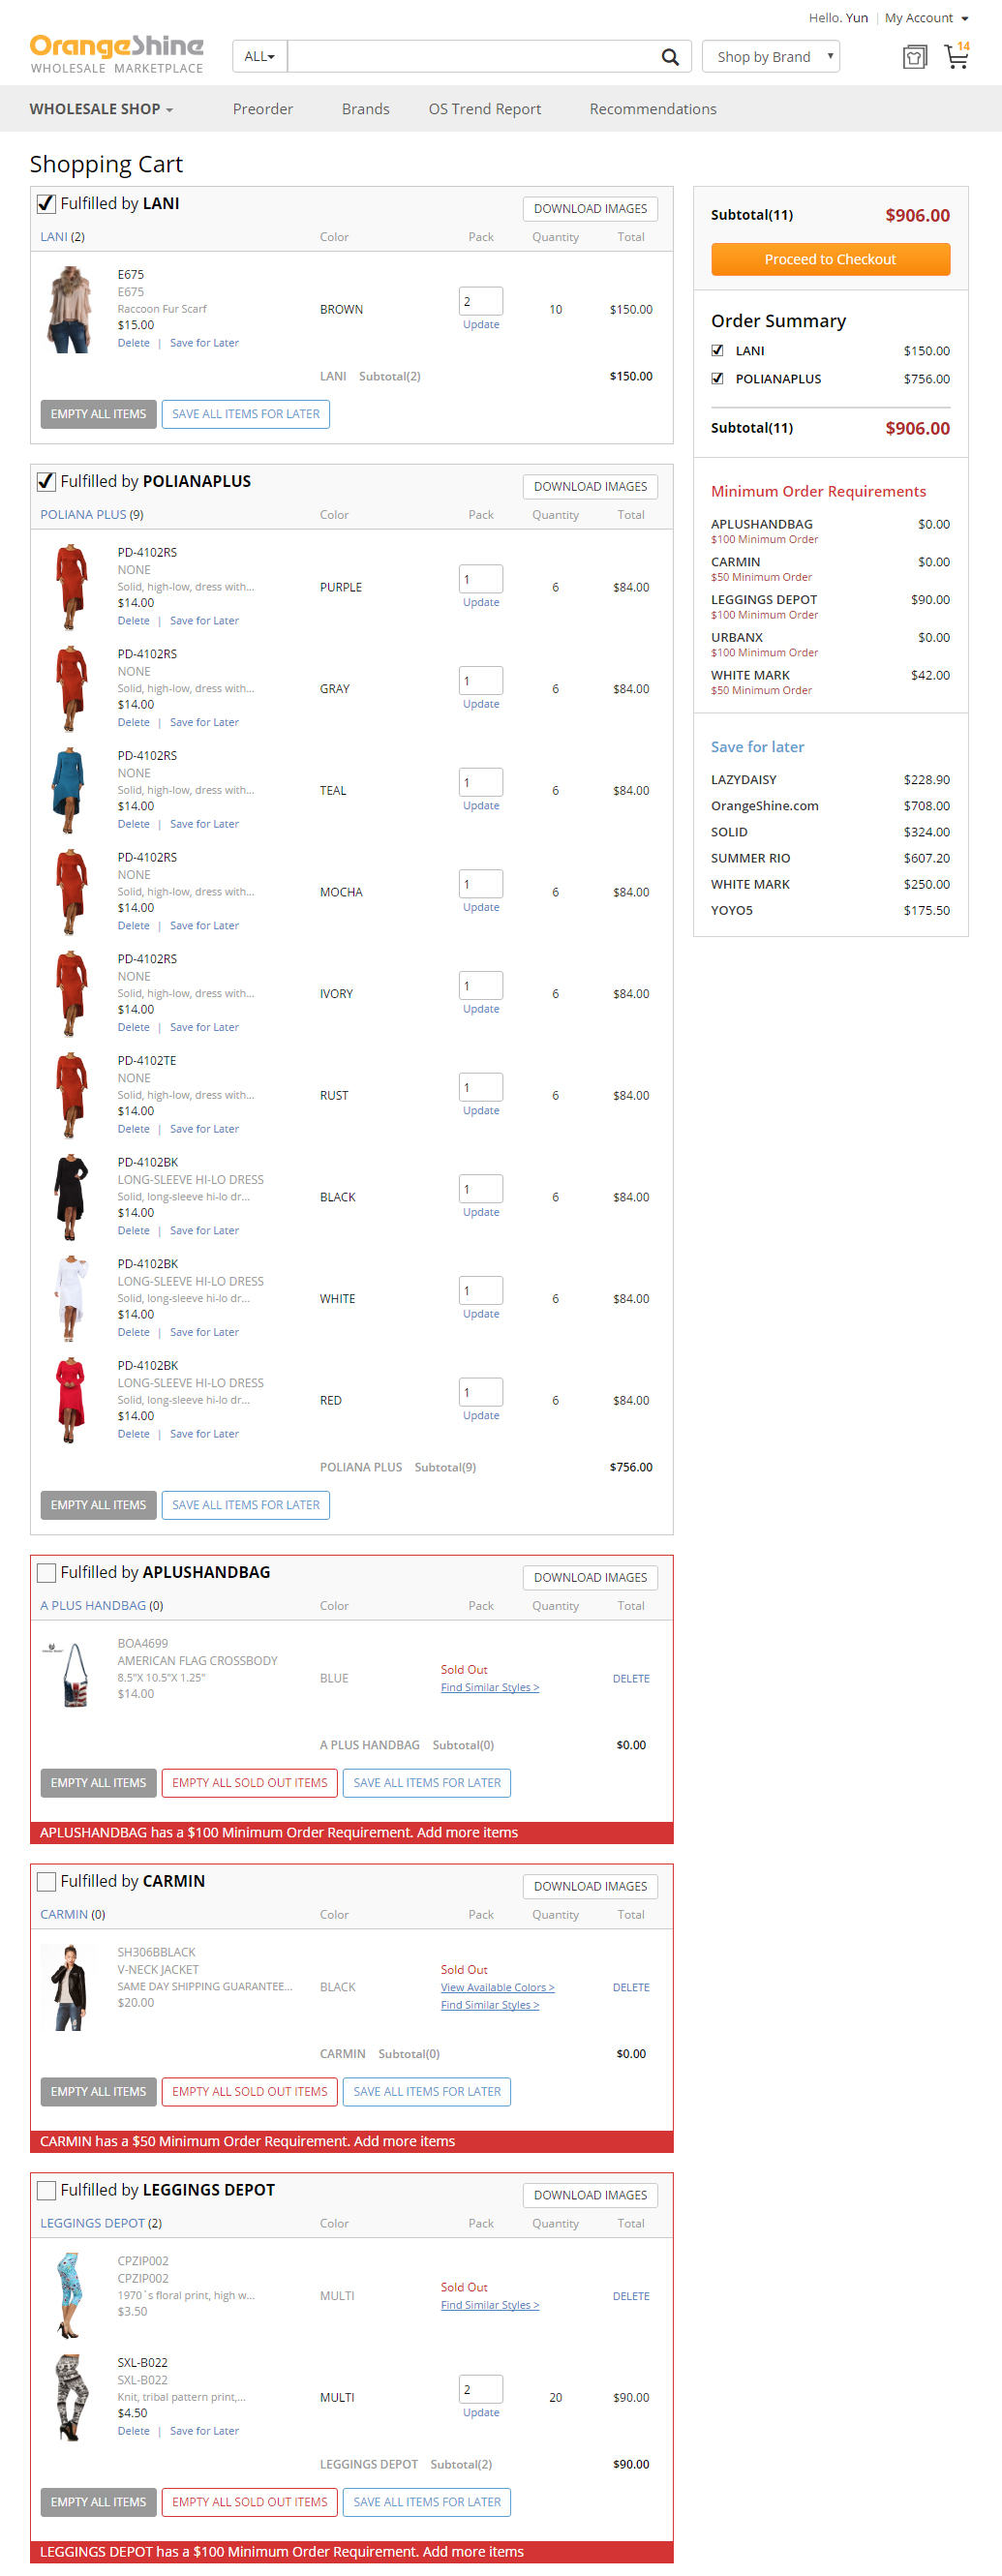 Hello. Yun | My Account
OrangeShine
WHOLESALE MARKETPLACE
ALL
Shop by Brand
14
WHOLESALE SHOP
Preorder
Brands
OS Trend Report
Recommendations
Shopping Cart
Fulfilled by LANI
DOWNLOAD IMAGES
LANI (2) Color Pack Quantity Total
E675
E675
Raccoon Fur Scarf
$15.00
Delete | Save for Later
BROWN 2 10 $150.00
Update
LANI Subtotal(2) $150.00
EMPTY ALL ITEMS SAVE ALL ITEMS FOR LATER
Fulfilled by POLIANAPLUS
DOWNLOAD IMAGES
POLIANA PLUS (9) Color Pack Quantity Total
PD-4102RS
NONE
Solid, high-low, dress with...
$14.00
Delete | Save for Later
PURPLE 1 6 $84.00
Update
PD-4102RS
NONE
Solid, high-low, dress with...
$14.00
Delete | Save for Later
GRAY 1 6 $84.00
Update
PD-4102RS
NONE
Solid, high-low, dress with...
$14.00
Delete | Save for Later
TEAL 1 6 $84.00
Update
PD-4102RS
NONE
Solid, high-low, dress with...
$14.00
Delete | Save for Later
MOCHA 1 6 $84.00
Update
PD-4102RS
NONE
Solid, high-low, dress with...
$14.00
Delete | Save for Later
IVORY 1 6 $84.00
Update
PD-4102TE
NONE
Solid, high-low, dress with...
$14.00
Delete | Save for Later
RUST 1 6 $84.00
Update
PD-4102BK
LONG-SLEEVE HI-LO DRESS
Solid, long-sleeve hi-lo dr...
$14.00
Delete | Save for Later
BLACK 1 6 $84.00
Update
PD-4102BK
LONG-SLEEVE HI-LO DRESS
Solid, long-sleeve hi-lo dr...
$14.00
Delete | Save for Later
WHITE 1 6 $84.00
Update
PD-4102BK
LONG-SLEEVE HI-LO DRESS
Solid, long-sleeve hi-lo dr...
$14.00
Delete | Save for Later
RED 1 6 $84.00
Update
POLIANA PLUS Subtotal(9) $756.00
EMPTY ALL ITEMS SAVE ALL ITEMS FOR LATER
Fulfilled by APLUSHANDBAG
DOWNLOAD IMAGES
A PLUS HANDBAG (0) Color Pack Quantity Total
BOA4699
AMERICAN FLAG CROSSBODY
8.5"X 10.5"X 1.25"
$14.00
BLUE
Sold Out
Find Similar Styles >
DELETE
A PLUS HANDBAG Subtotal(0) $0.00
EMPTY ALL ITEMS EMPTY ALL SOLD OUT ITEMS SAVE ALL ITEMS FOR LATER
APLUSHANDBAG has a $100 Minimum Order Requirement. Add more items
Fulfilled by CARMIN
DOWNLOAD IMAGES
CARMIN (0) Color Pack Quantity Total
SH306BBLACK
V-NECK JACKET
SAME DAY SHIPPING GUARANTEE...
$20.00
BLACK
Sold Out
View Available Colors >
Find Similar Styles >
DELETE
CARMIN Subtotal(0) $0.00
EMPTY ALL ITEMS EMPTY ALL SOLD OUT ITEMS SAVE ALL ITEMS FOR LATER
CARMIN has a $50 Minimum Order Requirement. Add more items
Fulfilled by LEGGINGS DEPOT
DOWNLOAD IMAGES
LEGGINGS DEPOT (2) Color Pack Quantity Total
CPZIP002
CPZIP002
1970`s floral print, high w...
$3.50
MULTI
Sold Out
Find Similar Styles >
DELETE
SXL-B022
SXL-B022
Knit, tribal pattern print,...
$4.50
Delete | Save for Later
MULTI 2 20 $90.00
Update
LEGGINGS DEPOT Subtotal(2) $90.00
EMPTY ALL ITEMS EMPTY ALL SOLD OUT ITEMS SAVE ALL ITEMS FOR LATER
LEGGINGS DEPOT has a $100 Minimum Order Requirement. Add more items
Subtotal(11) $906.00
Proceed to Checkout
Order Summary
LANI $150.00
POLIANAPLUS $756.00
Subtotal(11) $906.00
Minimum Order Requirements
APLUSHANDBAG $0.00
$100 Minimum Order
CARMIN $0.00
$50 Minimum Order
LEGGINGS DEPOT $90.00
$100 Minimum Order
URBANX $0.00
$100 Minimum Order
WHITE MARK $42.00
$50 Minimum Order
Save for later
LAZYDAISY $228.90
OrangeShine.com $708.00
SOLID $324.00
SUMMER RIO $607.20
WHITE MARK $250.00
YOYO5 $175.50